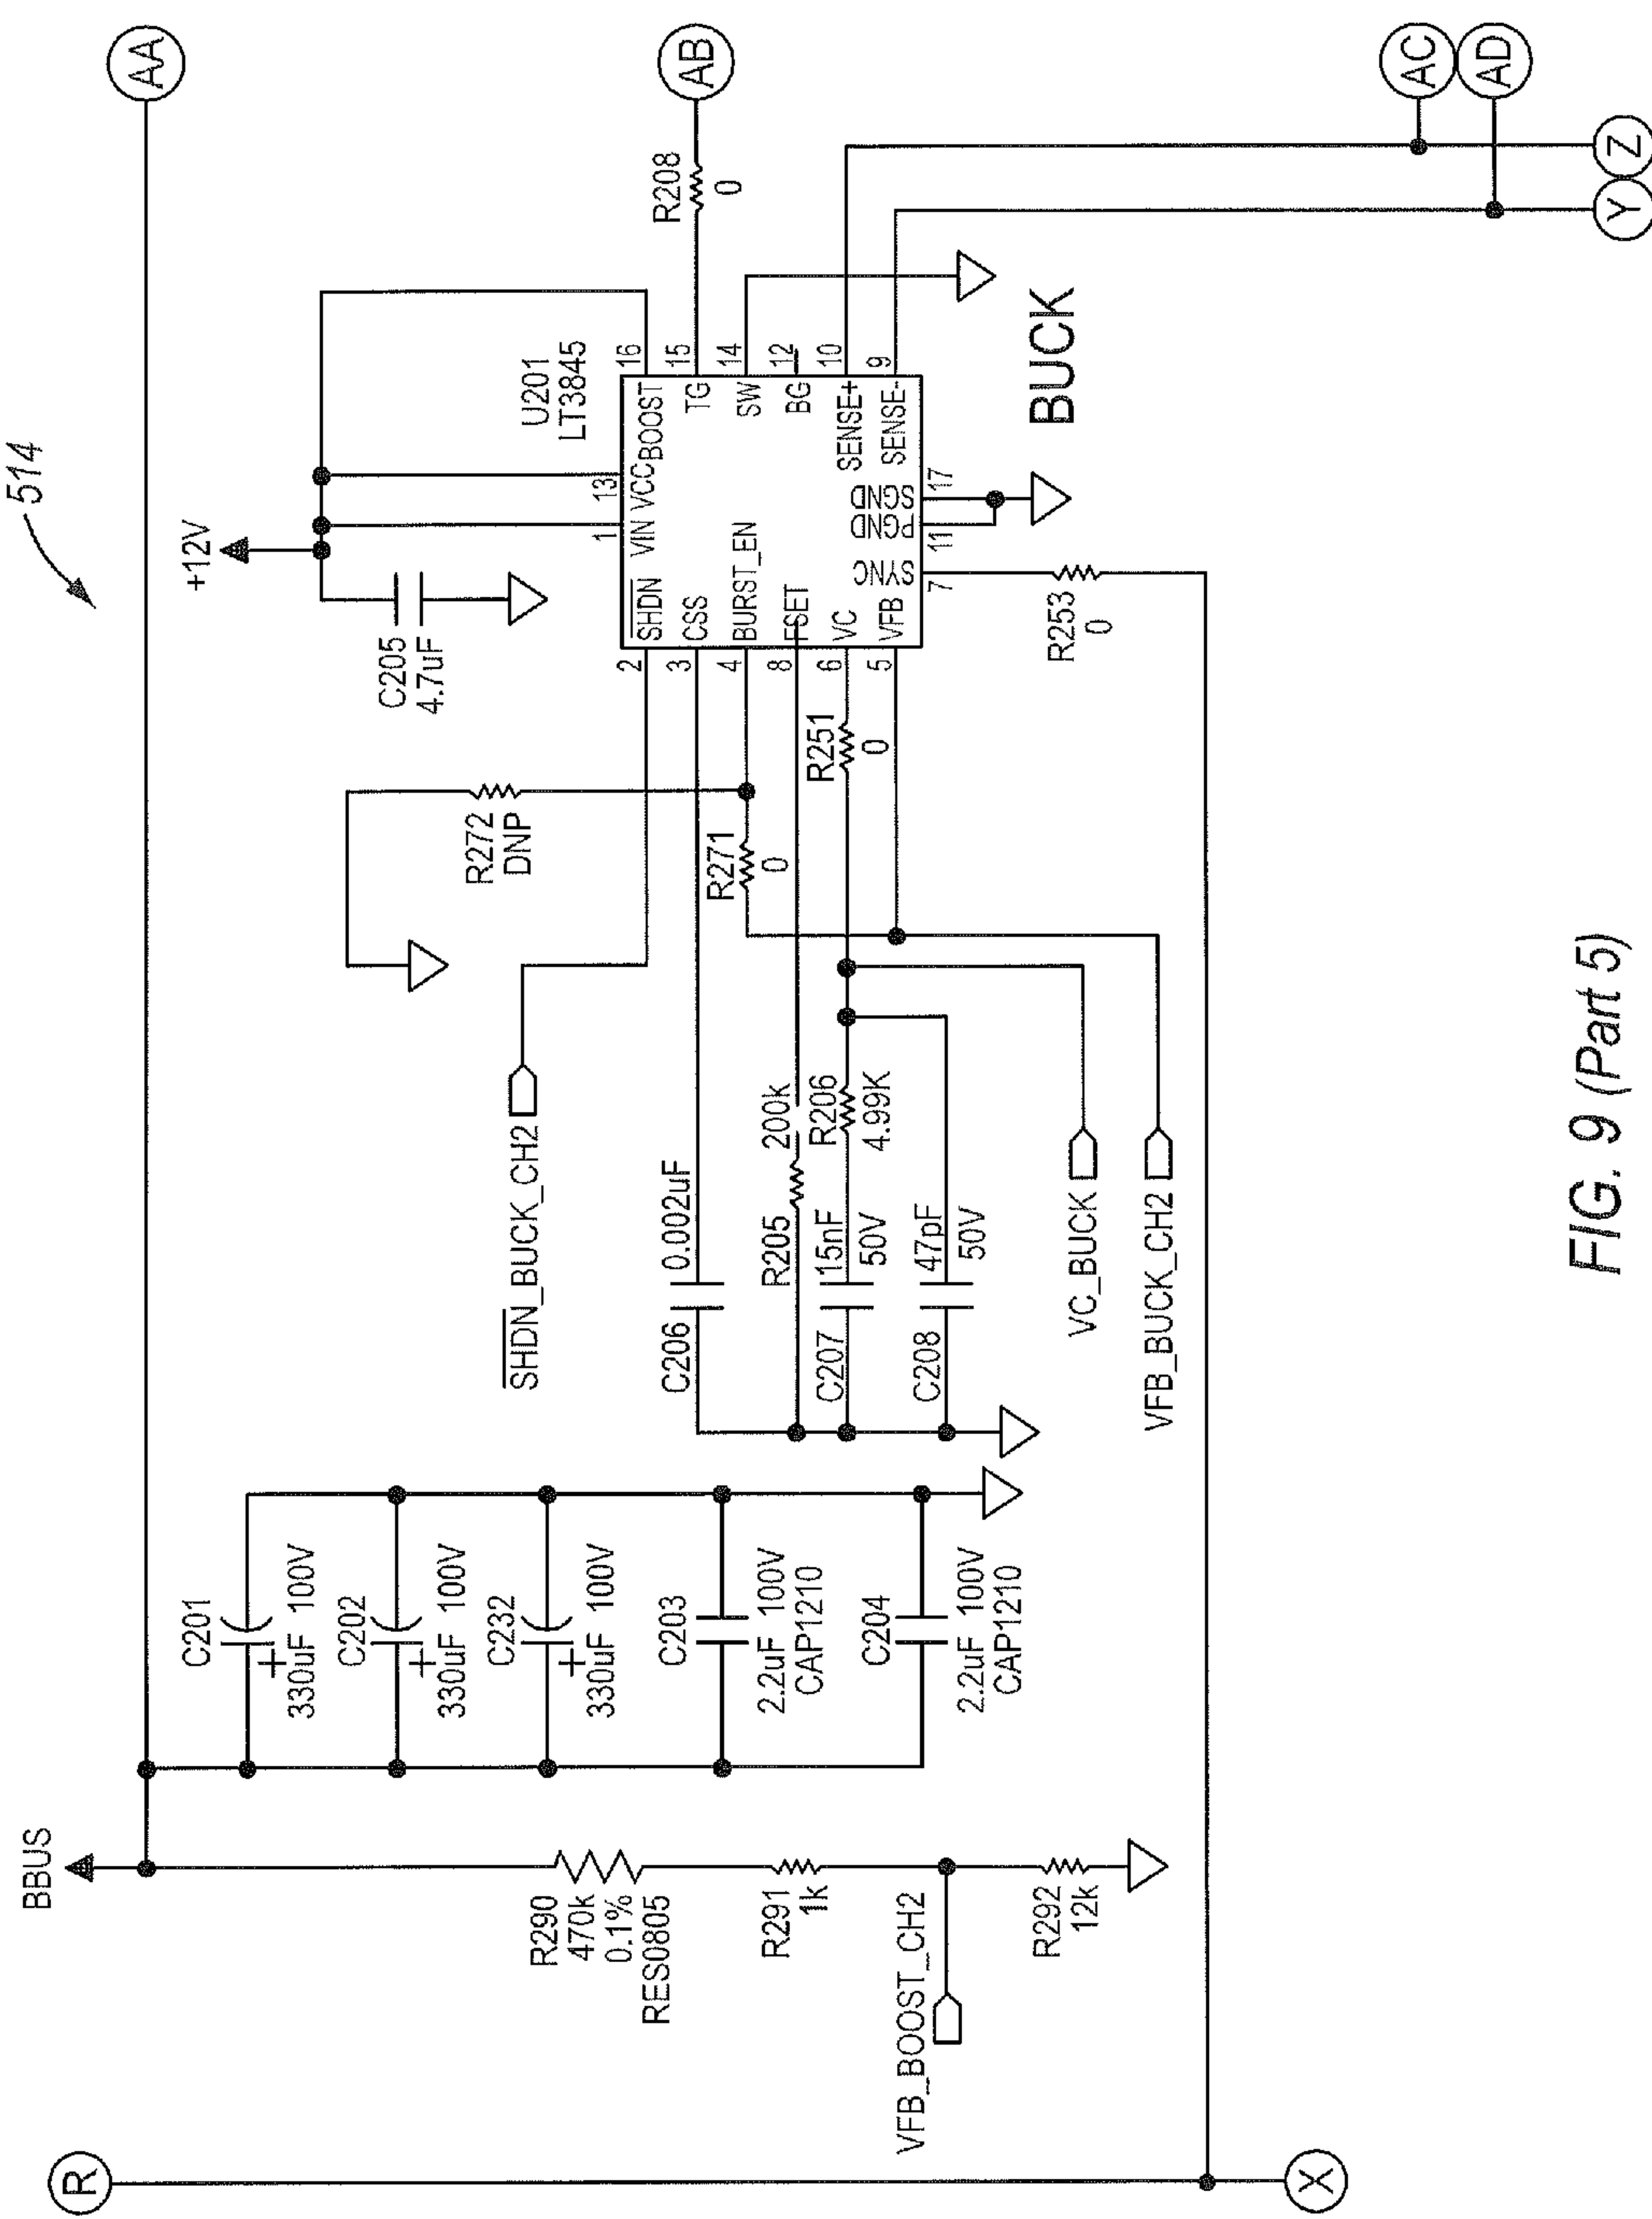 514
R
AA
BBUS
+12V
C205
4.7uF
U201
LT3845
C201
330uF 100V
+
C202
330uF 100V
+
C232
330uF 100V
+
C203
2.2uF 100V
CAP1210
C204
2.2uF 100V
CAP1210
R290
470k
0.1%
RES0805
R291
1k
VFB_BOOST_CH2
R292
12k
SHDN_BUCK_CH2
R272
DNP
C206
0.002uF
R271
0
R205
200k
C207
15nF
50V
R206
4.99K
R251
0
C208
47pF
50V
VC_BUCK
VFB_BUCK_CH2
1
13
VIN
VCC
2
SHDN
BOOST
16
3
CSS
TG
15
4
BURST_EN
SW
14
8
FSET
BG
12
6
VC
SENSE+
10
5
VFB
SENSE-
9
SYNC
PGND
SGND
7
11
17
R208
0
AB
R253
0
BUCK
AC
AD
X
Y
Z
FIG. 9 (Part 5)